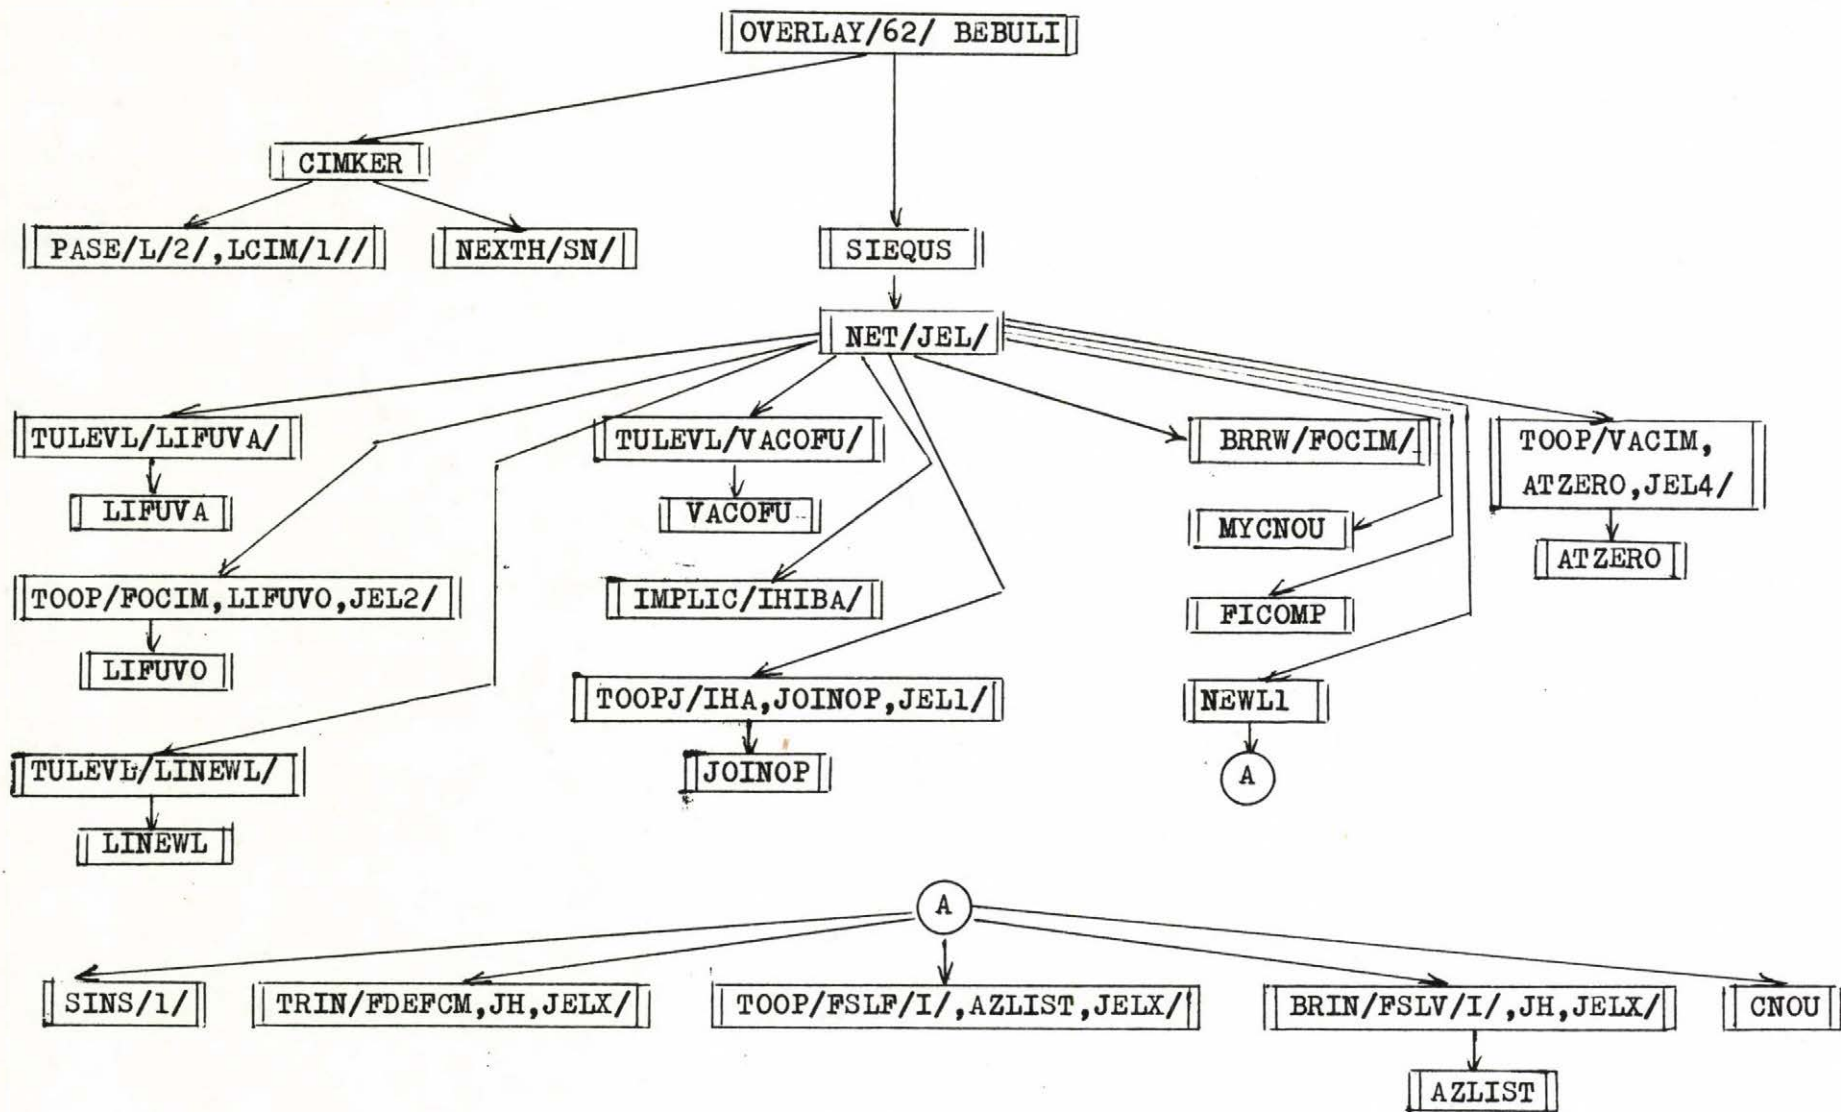 OVERLAY/62/ BEBULI
CIMKER
PASE/L/2/,LCIM/1//
NEXTH/SN/
SIEQUS
NET/JEL/
TULEVL/LIFUVA/
LIFUVA
TOOP/FOCIM,LIFUVO,JEL2/
LIFUVO
TULEVL/LINEWL/
LINEWL
TULEVL/VACOFU/
VACOFU
IMPLIC/IHIBA/
TOOPJ/IHA,JOINOP,JEL1/
JOINOP
BRRW/FOCIM/
MYCNOU
FICOMP
NEWL1
A
TOOP/VACIM,
ATZERO,JEL4/
ATZERO
A
SINS/1/
TRIN/FDEFCM,JH,JELX/
TOOP/FSLF/I/,AZLIST,JELX/
BRIN/FSLV/I/,JH,JELX/
CNOU
AZLIST